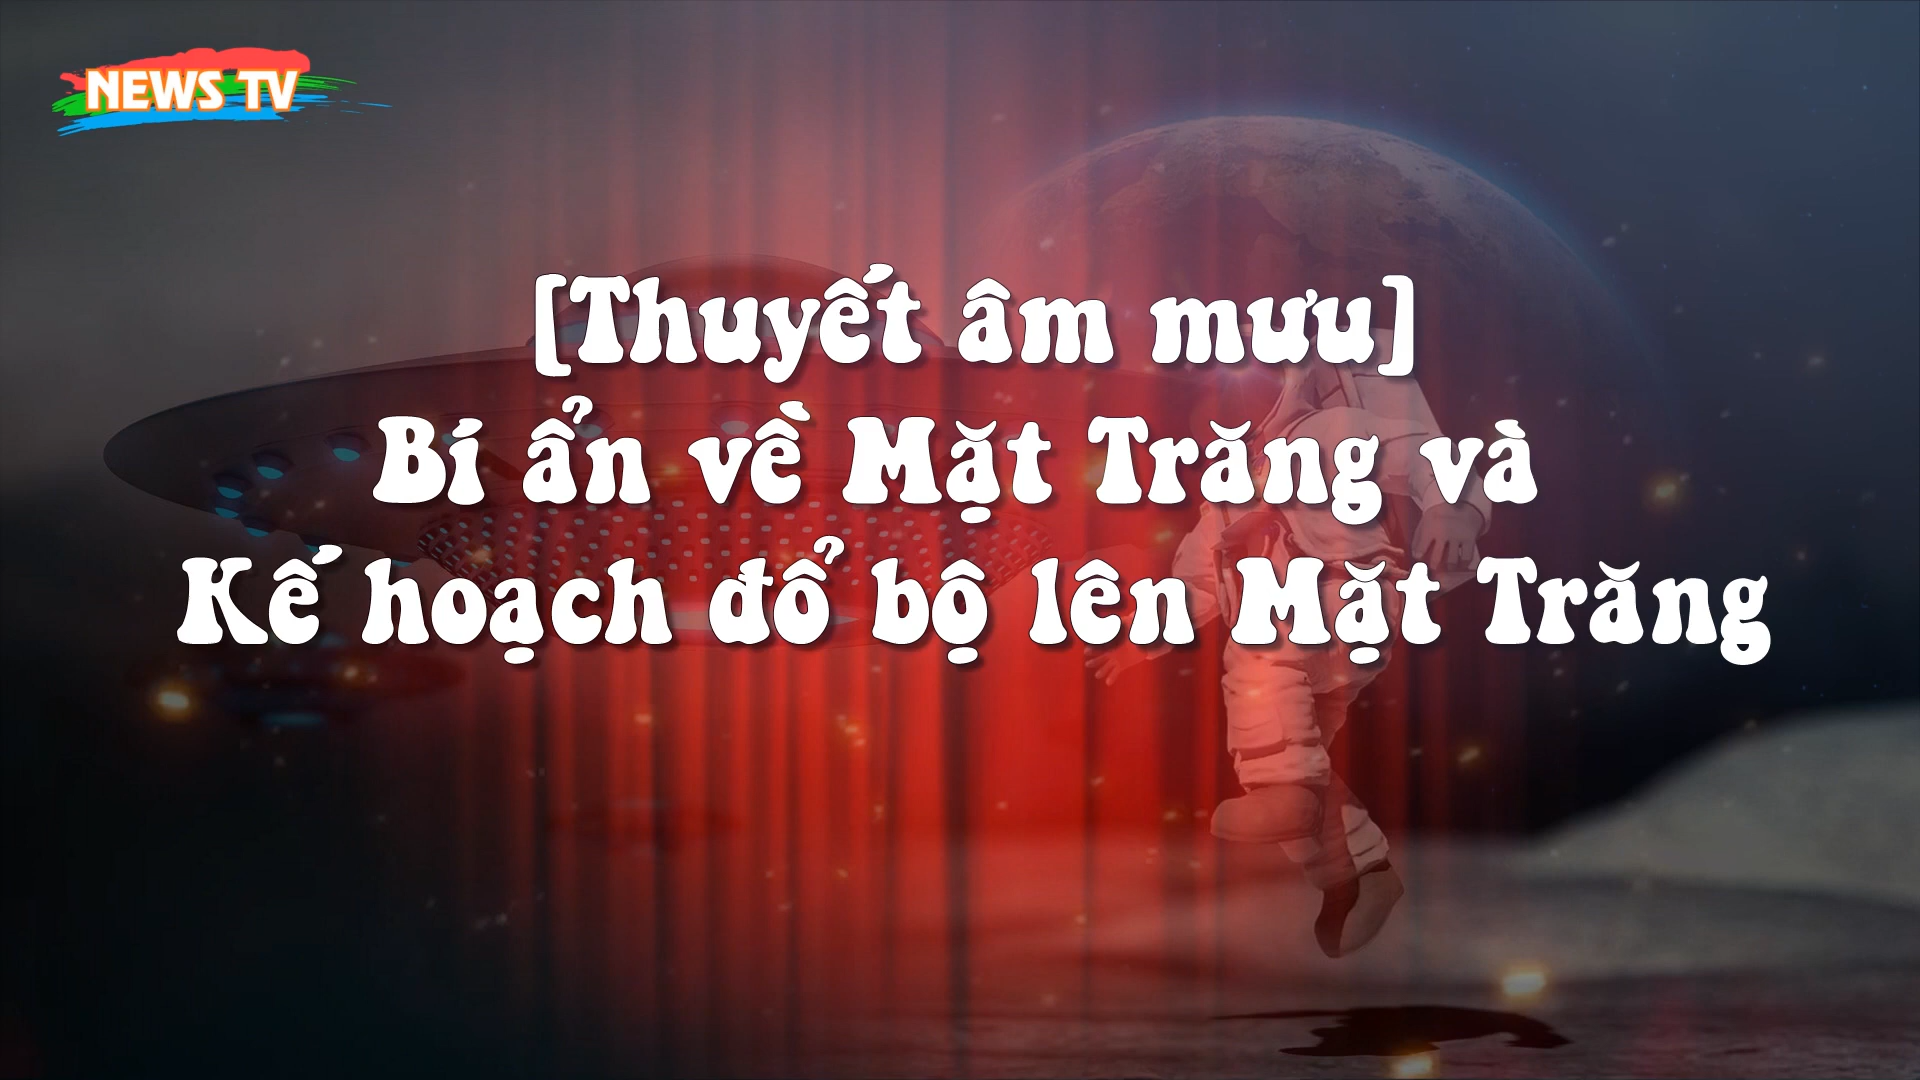 NEWS TV
[Thuyết âm mưu]
Bí ẩn về Mặt Trăng và
Kế hoạch đổ bộ lên Mặt Trăng